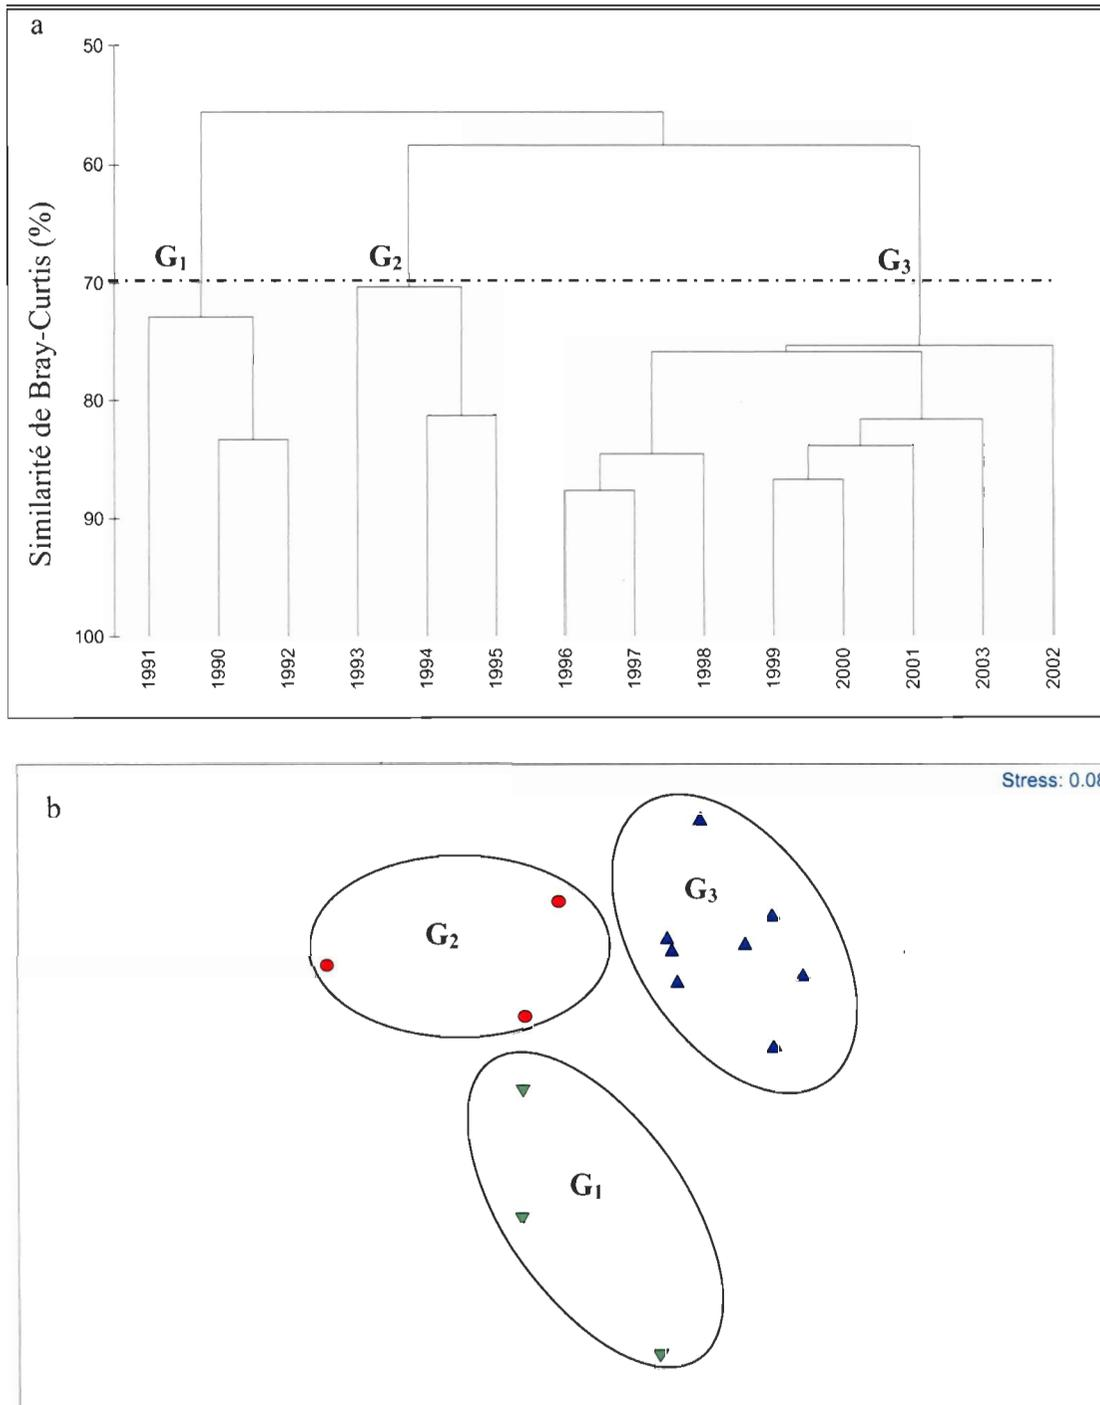 a
50
60
70
80
90
100
Similarité de Bray-Curtis (%)
G₁
G₂
G₃
1991
1990
1992
1993
1994
1995
1996
1997
1998
1999
2000
2001
2003
2002
b
Stress: 0.08
G₃
G₂
G₁